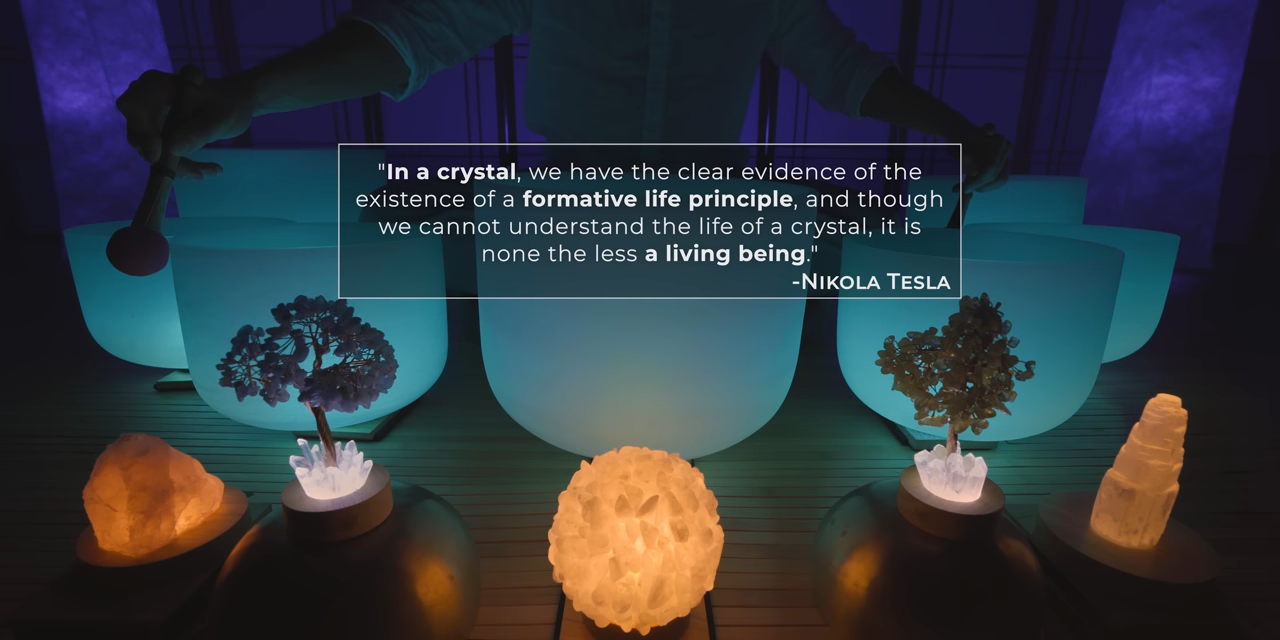 "In a crystal, we have the clear evidence of the
existence of a formative life principle, and though
we cannot understand the life of a crystal, it is
none the less a living being."
-Nikola Tesla